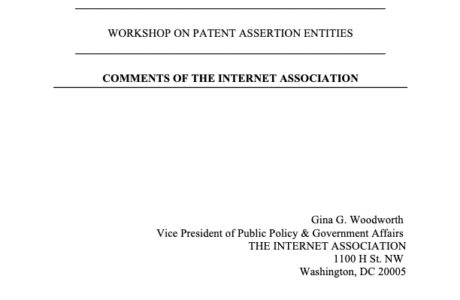 WORKSHOP ON PATENT ASSERTION ENTITIES
COMMENTS OF THE INTERNET ASSOCIATION
Gina G. Woodworth
Vice President of Public Policy & Government Affairs
THE INTERNET ASSOCIATION
1100 H St. NW
Washington, DC 20005